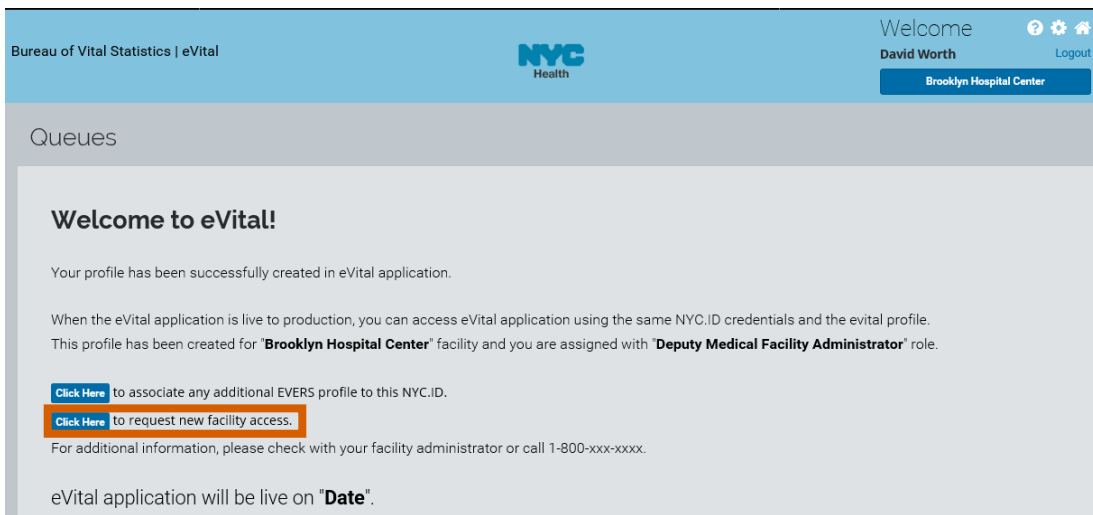 Bureau of Vital Statistics | eVital
NYC
Health
Welcome
David Worth
Logout
Brooklyn Hospital Center
Queues
Welcome to eVital!
Your profile has been successfully created in eVital application.
When the eVital application is live to production, you can access eVital application using the same NYC.ID credentials and the evital profile.
This profile has been created for "Brooklyn Hospital Center" facility and you are assigned with "Deputy Medical Facility Administrator" role.
Click Here to associate any additional EVERS profile to this NYC.ID.
Click Here to request new facility access.
For additional information, please check with your facility administrator or call 1-800-xxx-xxxx.
eVital application will be live on "Date".